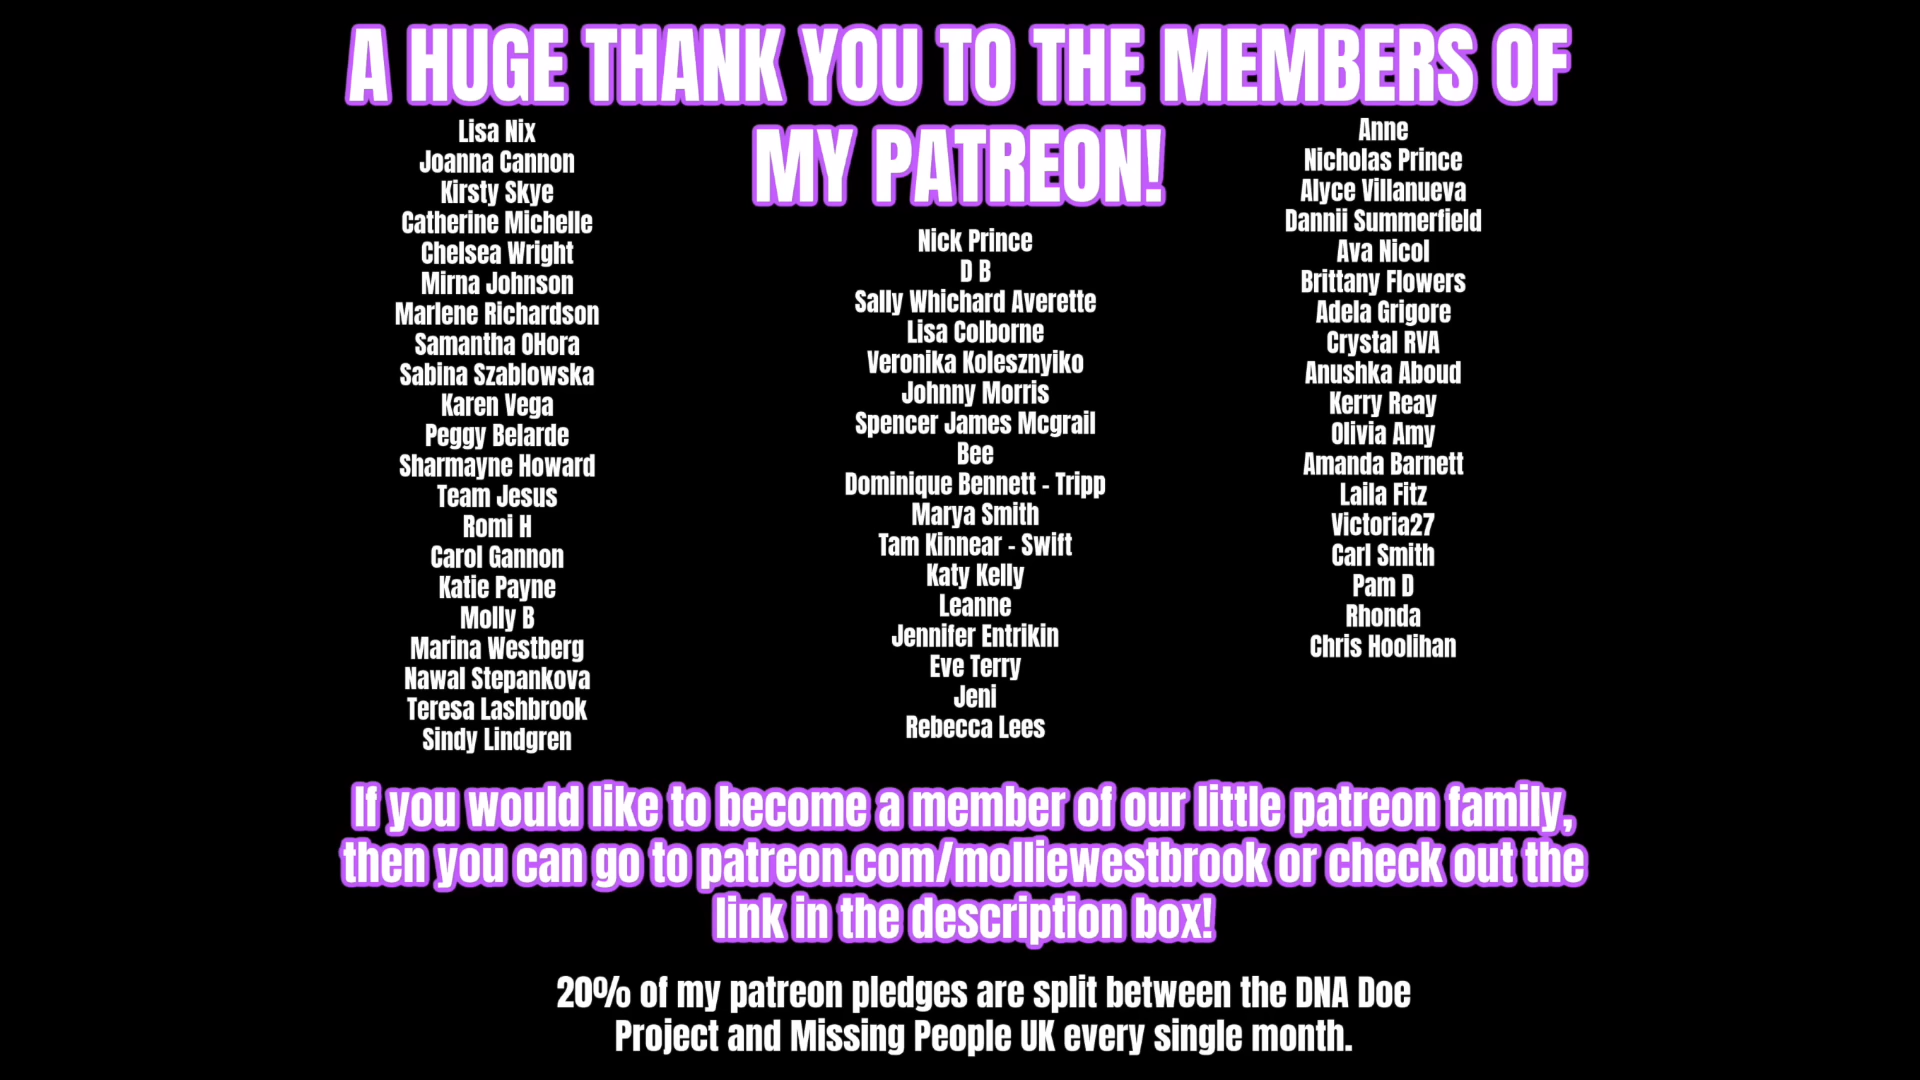 A HUGE THANK YOU TO THE MEMBERS OF
MY PATREON!
Lisa Nix
Joanna Cannon
Kirsty Skye
Catherine Michelle
Chelsea Wright
Mirna Johnson
Marlene Richardson
Samantha OHora
Sabina Szablowska
Karen Vega
Peggy Belarde
Sharmayne Howard
Team Jesus
Romi H
Carol Gannon
Katie Payne
Molly B
Marina Westberg
Nawal Stepankova
Teresa Lashbrook
Sindy Lindgren
Nick Prince
D B
Sally Whichard Averette
Lisa Colborne
Veronika Kolesznyiko
Johnny Morris
Spencer James Mcgrail
Bee
Dominique Bennett - Tripp
Marya Smith
Tam Kinnear - Swift
Katy Kelly
Leanne
Jennifer Entrikin
Eve Terry
Jeni
Rebecca Lees
Anne
Nicholas Prince
Alyce Villanueva
Dannii Summerfield
Ava Nicol
Brittany Flowers
Adela Grigore
Crystal RVA
Anushka Aboud
Kerry Reay
Olivia Amy
Amanda Barnett
Laila Fitz
Victoria27
Carl Smith
Pam D
Rhonda
Chris Hoolihan
If you would like to become a member of our little patreon family,
then you can go to patreon.com/molliewestbrook or check out the
link in the description box!
20% of my patreon pledges are split between the DNA Doe
Project and Missing People UK every single month.